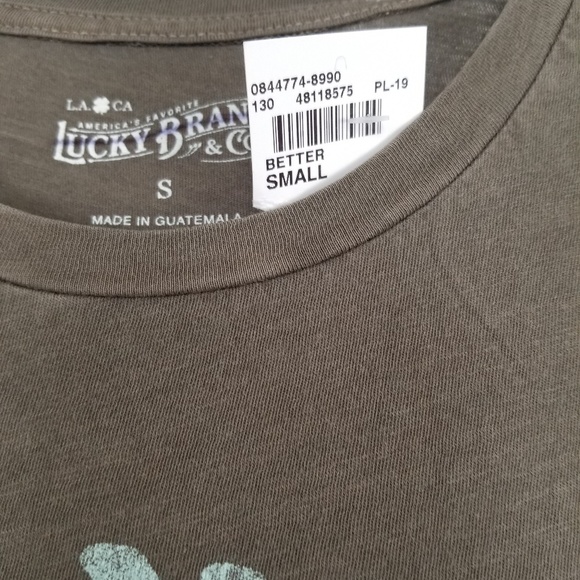 L.A. CA
AMERICA'S FAVORITE
LUCKY BRAN
& Co
S
MADE IN GUATEMALA
0844774-8990
130 48118575 PL-19
BETTER
SMALL